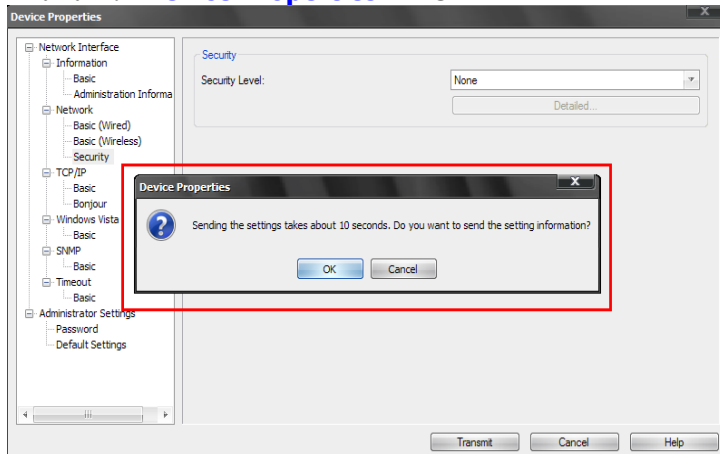 Device Properties
Network Interface
Information
Basic
Administration Informa
Network
Basic (Wired)
Basic (Wireless)
Security
TCP/IP
Basic
Bonjour
Windows Vista
Basic
SNMP
Basic
Timeout
Basic
Administrator Settings
Password
Default Settings
Security
Security Level:
None
Detailed...
Device Properties
X
Sending the settings takes about 10 seconds. Do you want to send the setting information?
OK Cancel
Transmit Cancel Help